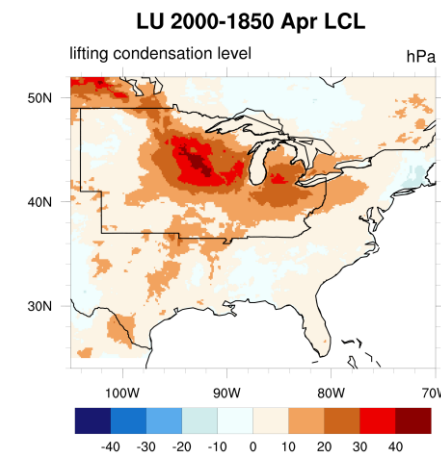 LU 2000-1850 Apr LCL
lifting condensation level hPa
50N
40N
30N
100W 90W 80W 70W
-40 -30 -20 -10 0 10 20 30 40